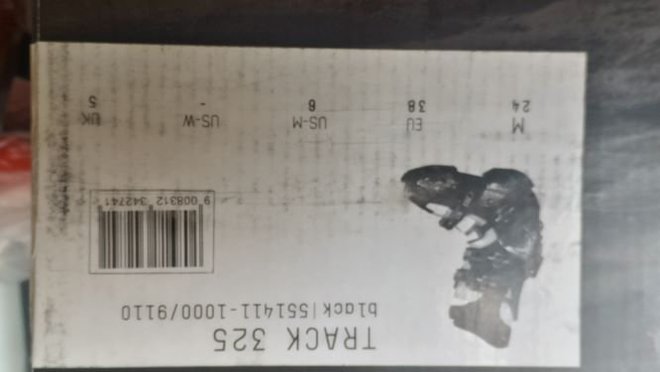 TRACK 325
black|551411-1000/9110
9 008312 342741
M EU US-M US-W UK
24 38 6 - 5